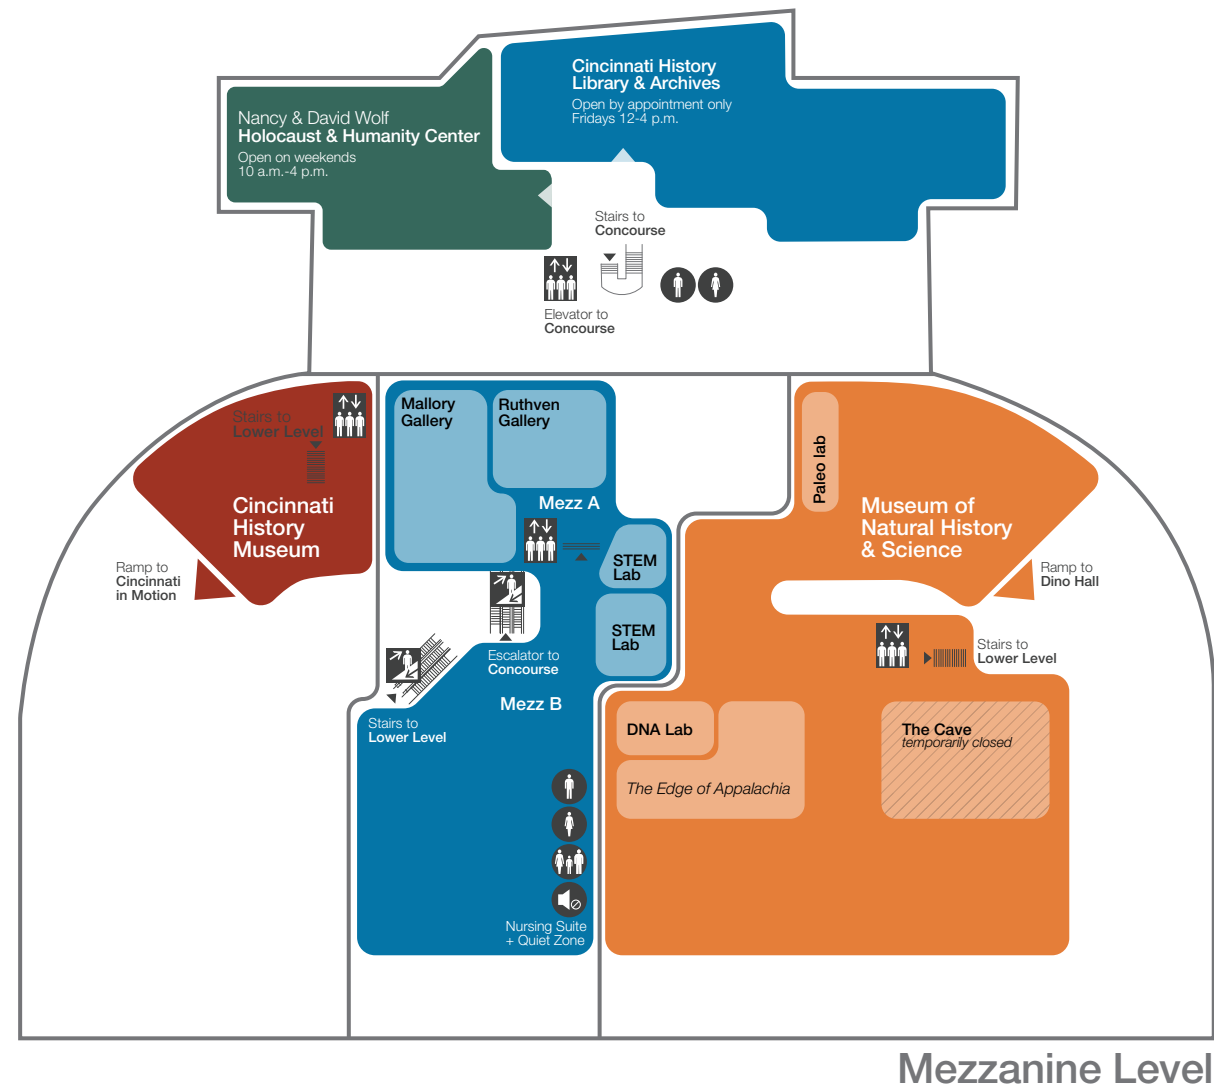 Cincinnati History
Library & Archives
Open by appointment only
Fridays 12-4 p.m.
Nancy & David Wolf
Holocaust & Humanity Center
Open on weekends
10 a.m.-4 p.m.
Stairs to
Concourse
Elevator to
Concourse
Stairs to
Lower Level
Mallory
Gallery
Ruthven
Gallery
Paleo lab
Cincinnati
History
Museum
Mezz A
Museum of
Natural History
& Science
Ramp to
Cincinnati
in Motion
STEM
Lab
Ramp to
Dino Hall
STEM
Lab
Escalator to
Concourse
Stairs to
Lower Level
Mezz B
Stairs to
Lower Level
DNA Lab
The Cave
temporarily closed
The Edge of Appalachia
Nursing Suite
+ Quiet Zone
Mezzanine Level